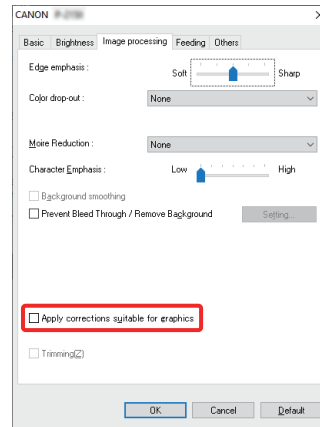 CANON
Basic Brightness Image processing Feeding Others
Edge emphasis :
Soft Sharp
Color drop-out : None
Moire Reduction : None
Character Emphasis : Low High
Background smoothing
Prevent Bleed Through / Remove Background Setting...
Apply corrections suitable for graphics
Trimming(Z)
OK Cancel Default